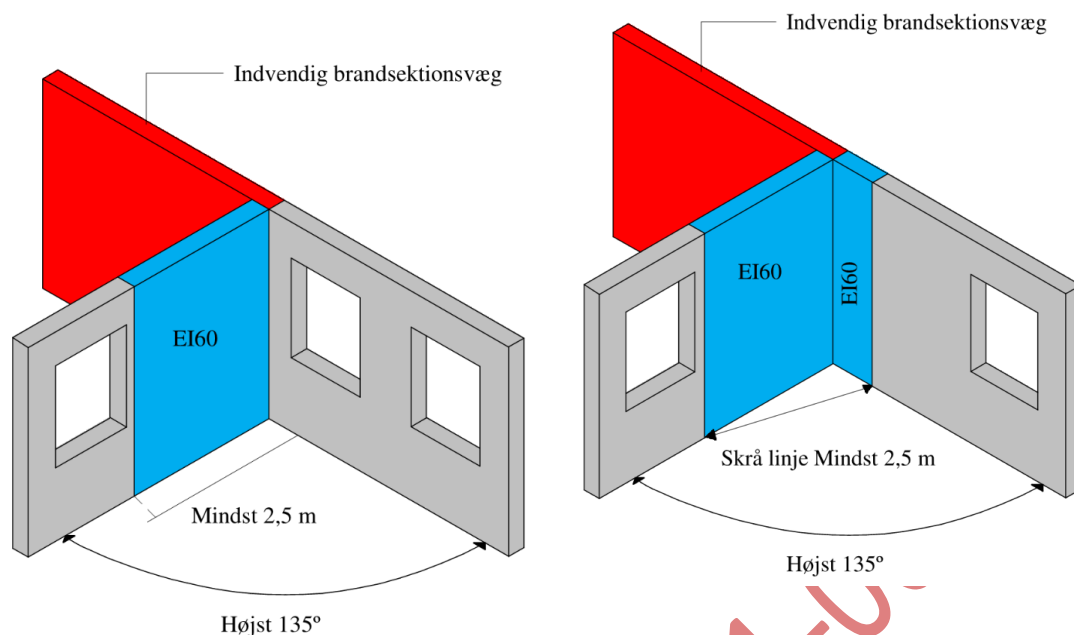 Indvendig brandsektionsvæg
EI60
Mindst 2,5 m
Højst 135º
Indvendig brandsektionsvæg
EI60
EI60
Skrå linje Mindst 2,5 m
Højst 135º